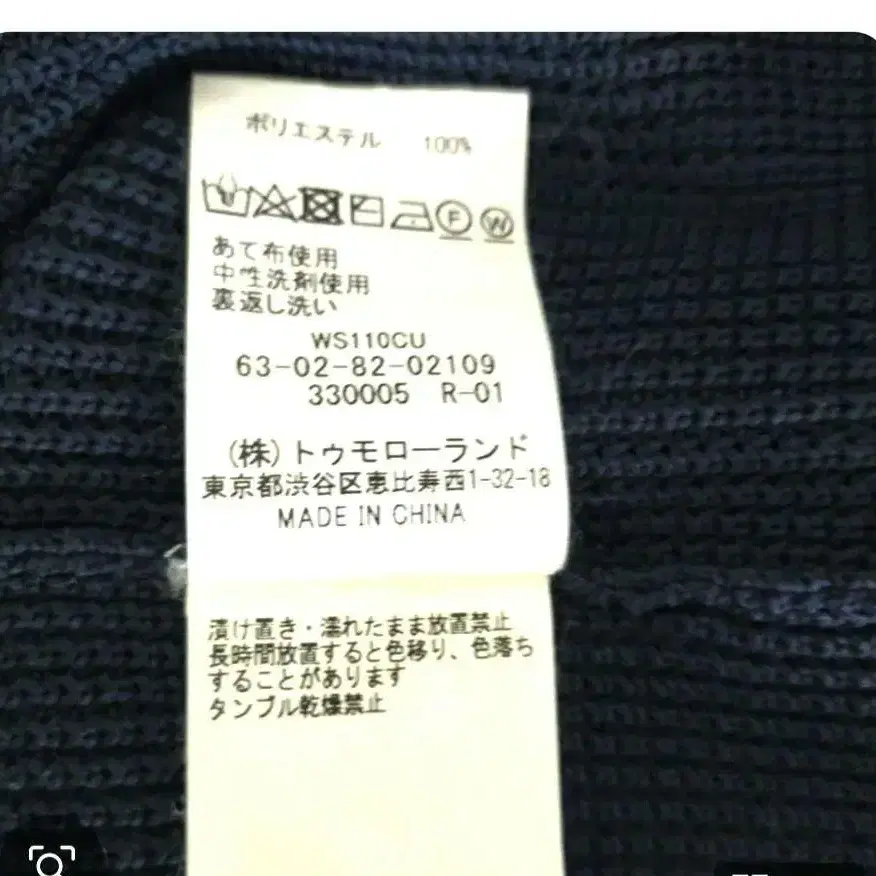 ポリエステル 100%
F W
あて布使用
中性洗剤使用
裏返し洗い
WS110CU
63-02-82-02109
330005 R-01
(株)トゥモローランド
東京都渋谷区恵比寿西1-32-18
MADE IN CHINA
漬け置き・濡れたまま放置禁止
長時間放置すると色移り、色落ち
することがあります
タンブル乾燥禁止